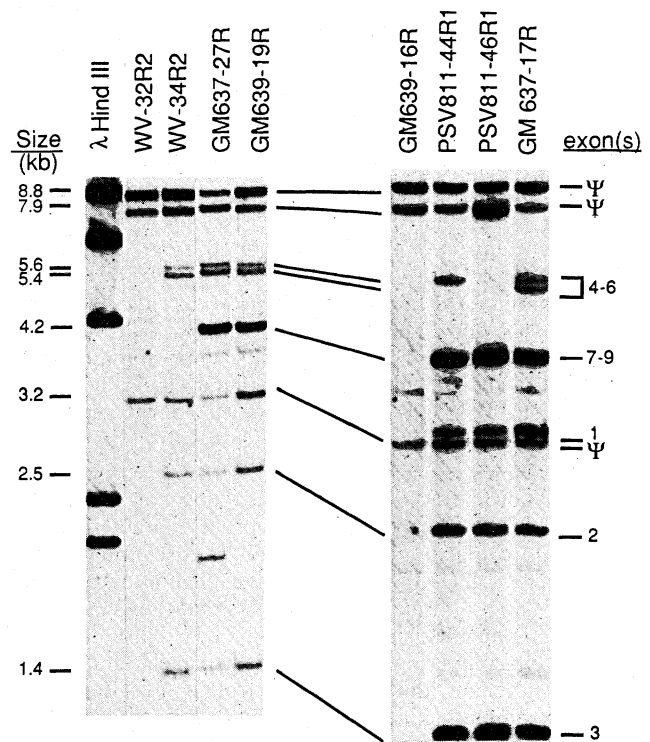 λ Hind III
WV-32R2
WV-34R2
GM637-27R
GM639-19R
GM639-16R
PSV811-44R1
PSV811-46R1
GM 637-17R
Size
(kb)
exon(s)
8.8
7.9
5.6
5.4
4.2
3.2
2.5
1.4
Ψ
Ψ
4-6
7-9
1
Ψ
2
3